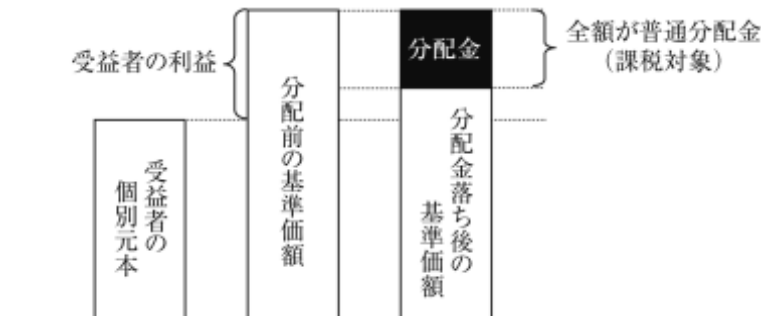 受益者の利益
分配金
全額が普通分配金
（課税対象）
受益者の
個別元本
分配前の基準価額
分配金落ち後の
基準価額